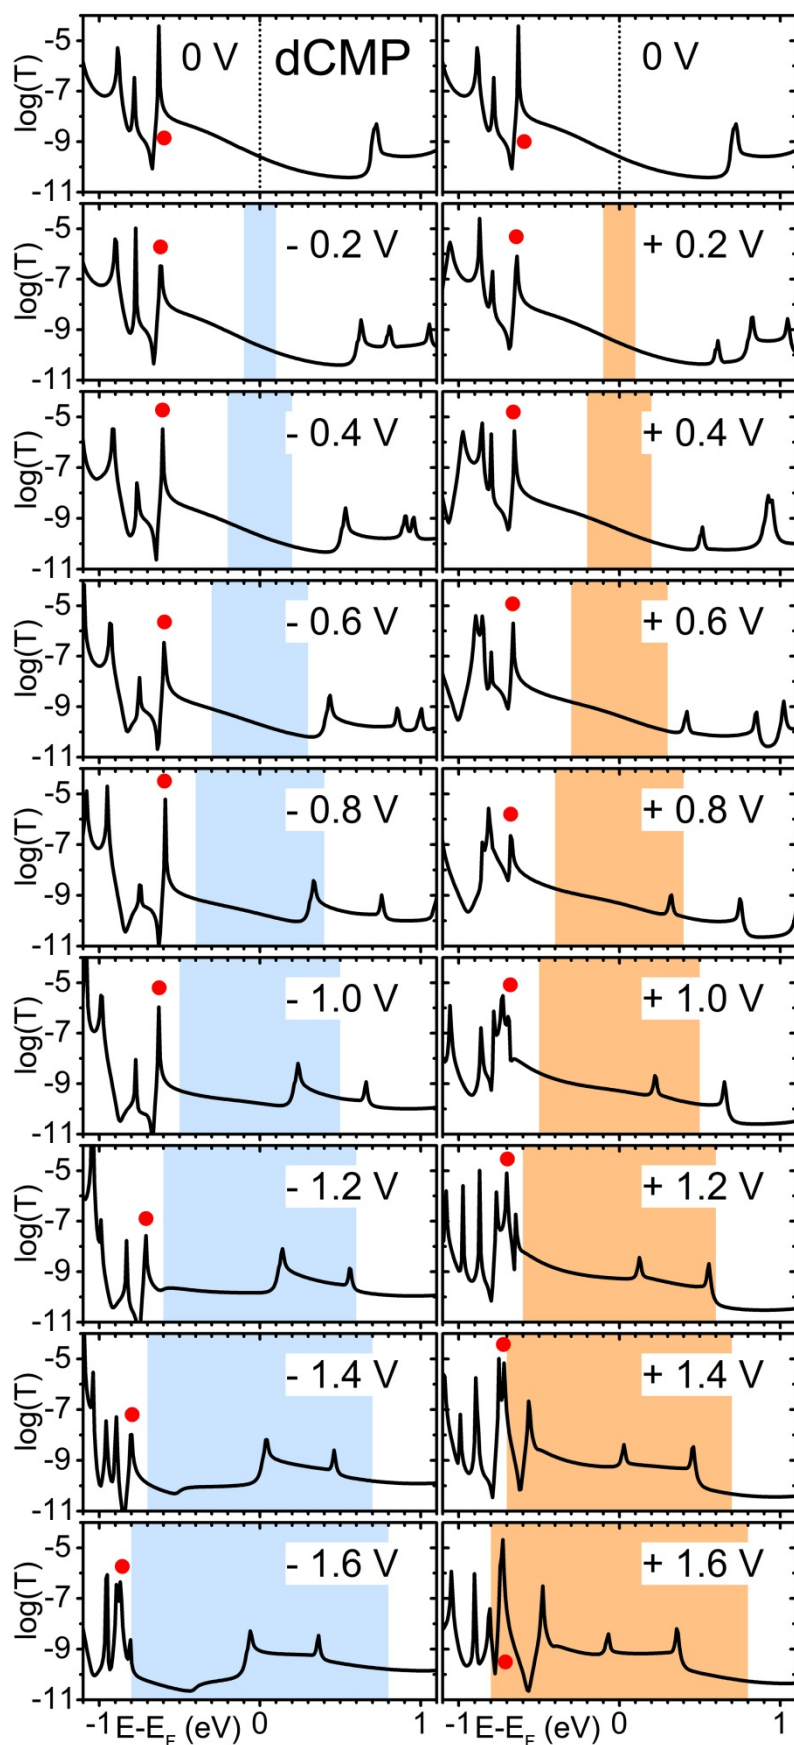 0 V dCMP 0 V
log(T) -5 -7 -9 -11
- 0.2 V + 0.2 V
log(T) -5 -7 -9 -11
- 0.4 V + 0.4 V
log(T) -5 -7 -9 -11
- 0.6 V + 0.6 V
log(T) -5 -7 -9 -11
- 0.8 V + 0.8 V
log(T) -5 -7 -9 -11
- 1.0 V + 1.0 V
log(T) -5 -7 -9 -11
- 1.2 V + 1.2 V
log(T) -5 -7 -9 -11
- 1.4 V + 1.4 V
log(T) -5 -7 -9 -11
- 1.6 V + 1.6 V
log(T) -5 -7 -9 -11
-1 E-E_F (eV) 0 1 -1 E-E_F (eV) 0 1